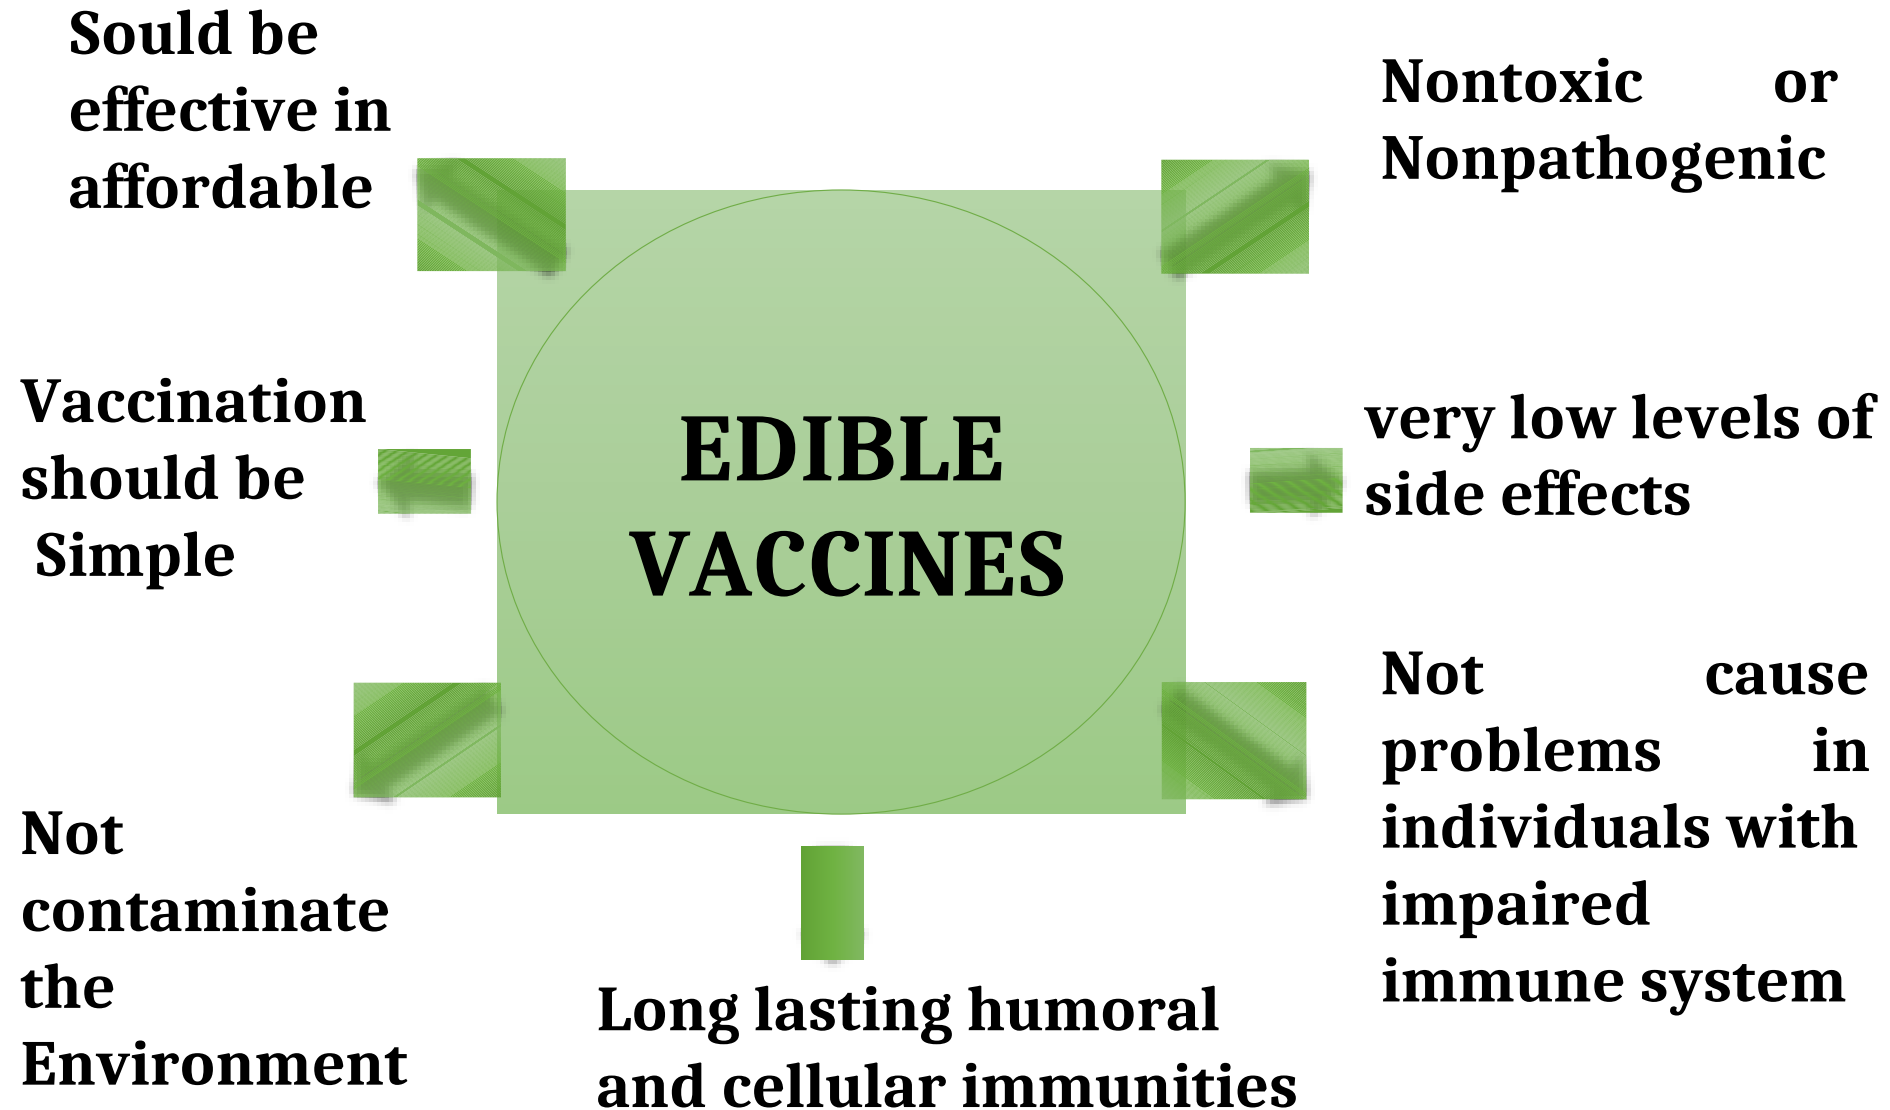 Sould be
effective in
affordable
Nontoxic or
Nonpathogenic
Vaccination
should be
Simple
EDIBLE
VACCINES
very low levels of
side effects
Not
contaminate
the
Environment
Long lasting humoral
and cellular immunities
Not cause
problems in
individuals with
impaired
immune system